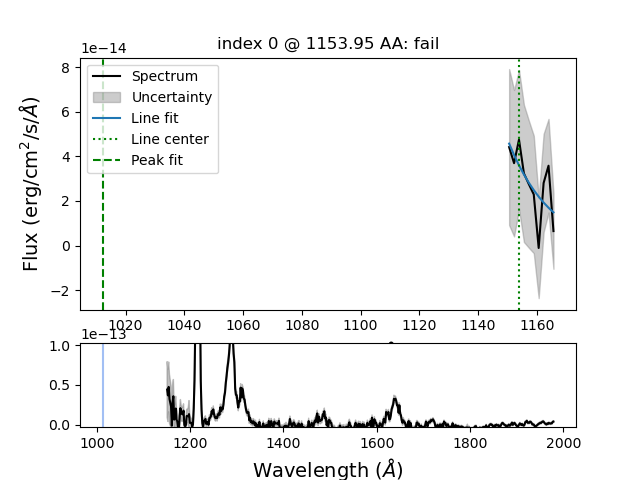 index 0 @ 1153.95 AA: fail
1e−14
Spectrum
Uncertainty
Line fit
Line center
Peak fit
Flux (erg/cm²/s/Å)
8
6
4
2
0
−2
1020 1040 1060 1080 1100 1120 1140 1160
1e−13
1.0
0.5
0.0
1000 1200 1400 1600 1800 2000
Wavelength (Å)